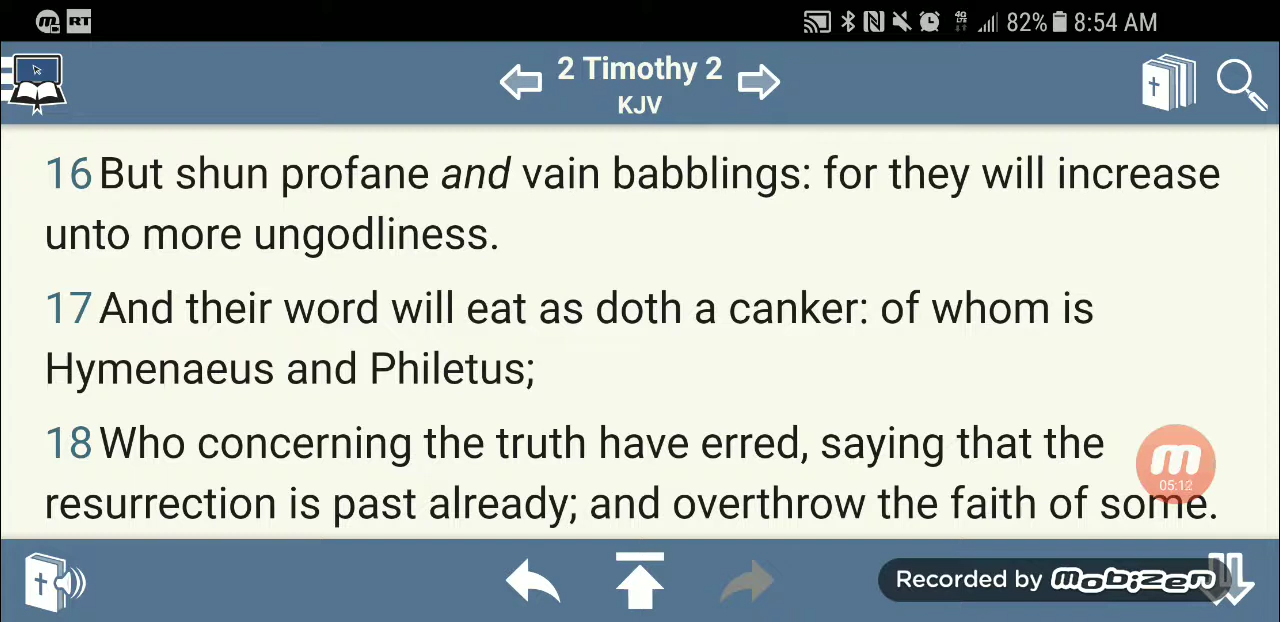 RT 4G LTE 82% 8:54 AM
2 Timothy 2
KJV
16 But shun profane and vain babblings: for they will increase
unto more ungodliness.
17 And their word will eat as doth a canker: of whom is
Hymenaeus and Philetus;
18 Who concerning the truth have erred, saying that the
resurrection is past already; and overthrow the faith of some.
m
05:12
Recorded by mobizen